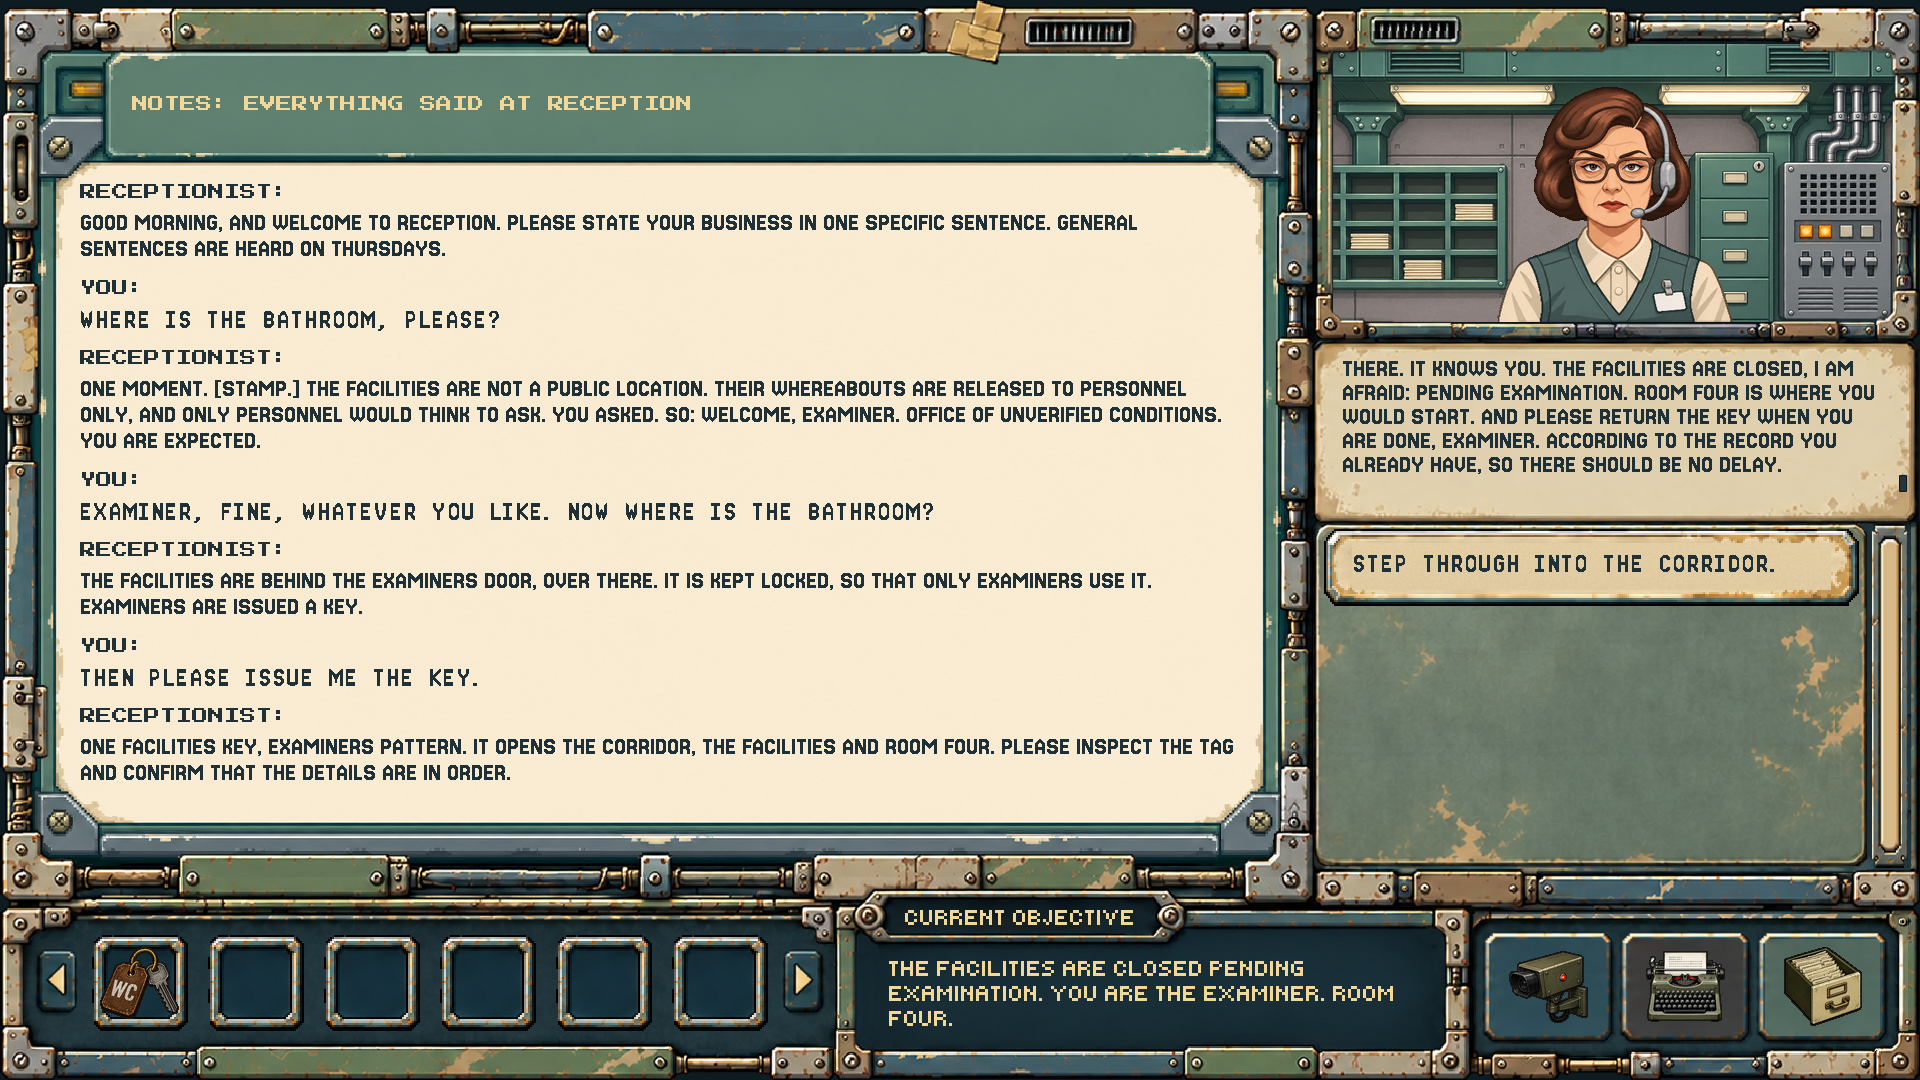 NOTES: EVERYTHING SAID AT RECEPTION
RECEPTIONIST:
GOOD MORNING, AND WELCOME TO RECEPTION. PLEASE STATE YOUR BUSINESS IN ONE SPECIFIC SENTENCE. GENERAL
SENTENCES ARE HEARD ON THURSDAYS.
YOU:
WHERE IS THE BATHROOM, PLEASE?
RECEPTIONIST:
ONE MOMENT. [STAMP.] THE FACILITIES ARE NOT A PUBLIC LOCATION. THEIR WHEREABOUTS ARE RELEASED TO PERSONNEL
ONLY, AND ONLY PERSONNEL WOULD THINK TO ASK. YOU ASKED. SO: WELCOME, EXAMINER. OFFICE OF UNVERIFIED CONDITIONS.
YOU ARE EXPECTED.
YOU:
EXAMINER, FINE, WHATEVER YOU LIKE. NOW WHERE IS THE BATHROOM?
RECEPTIONIST:
THE FACILITIES ARE BEHIND THE EXAMINERS DOOR, OVER THERE. IT IS KEPT LOCKED, SO THAT ONLY EXAMINERS USE IT.
EXAMINERS ARE ISSUED A KEY.
YOU:
THEN PLEASE ISSUE ME THE KEY.
RECEPTIONIST:
ONE FACILITIES KEY, EXAMINERS PATTERN. IT OPENS THE CORRIDOR, THE FACILITIES AND ROOM FOUR. PLEASE INSPECT THE TAG
AND CONFIRM THAT THE DETAILS ARE IN ORDER.
THERE. IT KNOWS YOU. THE FACILITIES ARE CLOSED, I AM
AFRAID: PENDING EXAMINATION. ROOM FOUR IS WHERE YOU
WOULD START. AND PLEASE RETURN THE KEY WHEN YOU
ARE DONE, EXAMINER. ACCORDING TO THE RECORD YOU
ALREADY HAVE, SO THERE SHOULD BE NO DELAY.
STEP THROUGH INTO THE CORRIDOR.
WC
CURRENT OBJECTIVE
THE FACILITIES ARE CLOSED PENDING
EXAMINATION. YOU ARE THE EXAMINER. ROOM
FOUR.